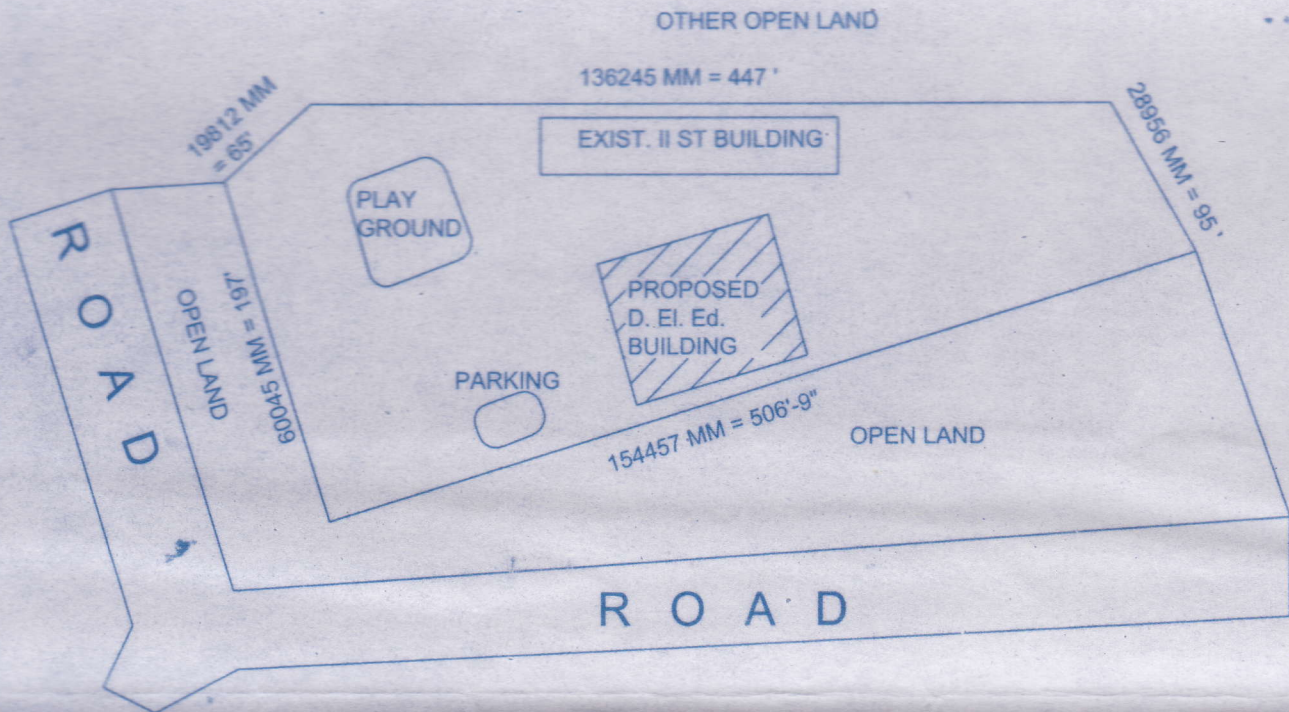 OTHER OPEN LAND
136245 MM = 447 '
19812 MM
= 65'
28956 MM = 95 '
EXIST. II ST BUILDING
PLAY
GROUND
ROAD
OPEN LAND
60045 MM = 197'
PROPOSED
D. El. Ed.
BUILDING
PARKING
154457 MM = 506'-9"
OPEN LAND
ROAD